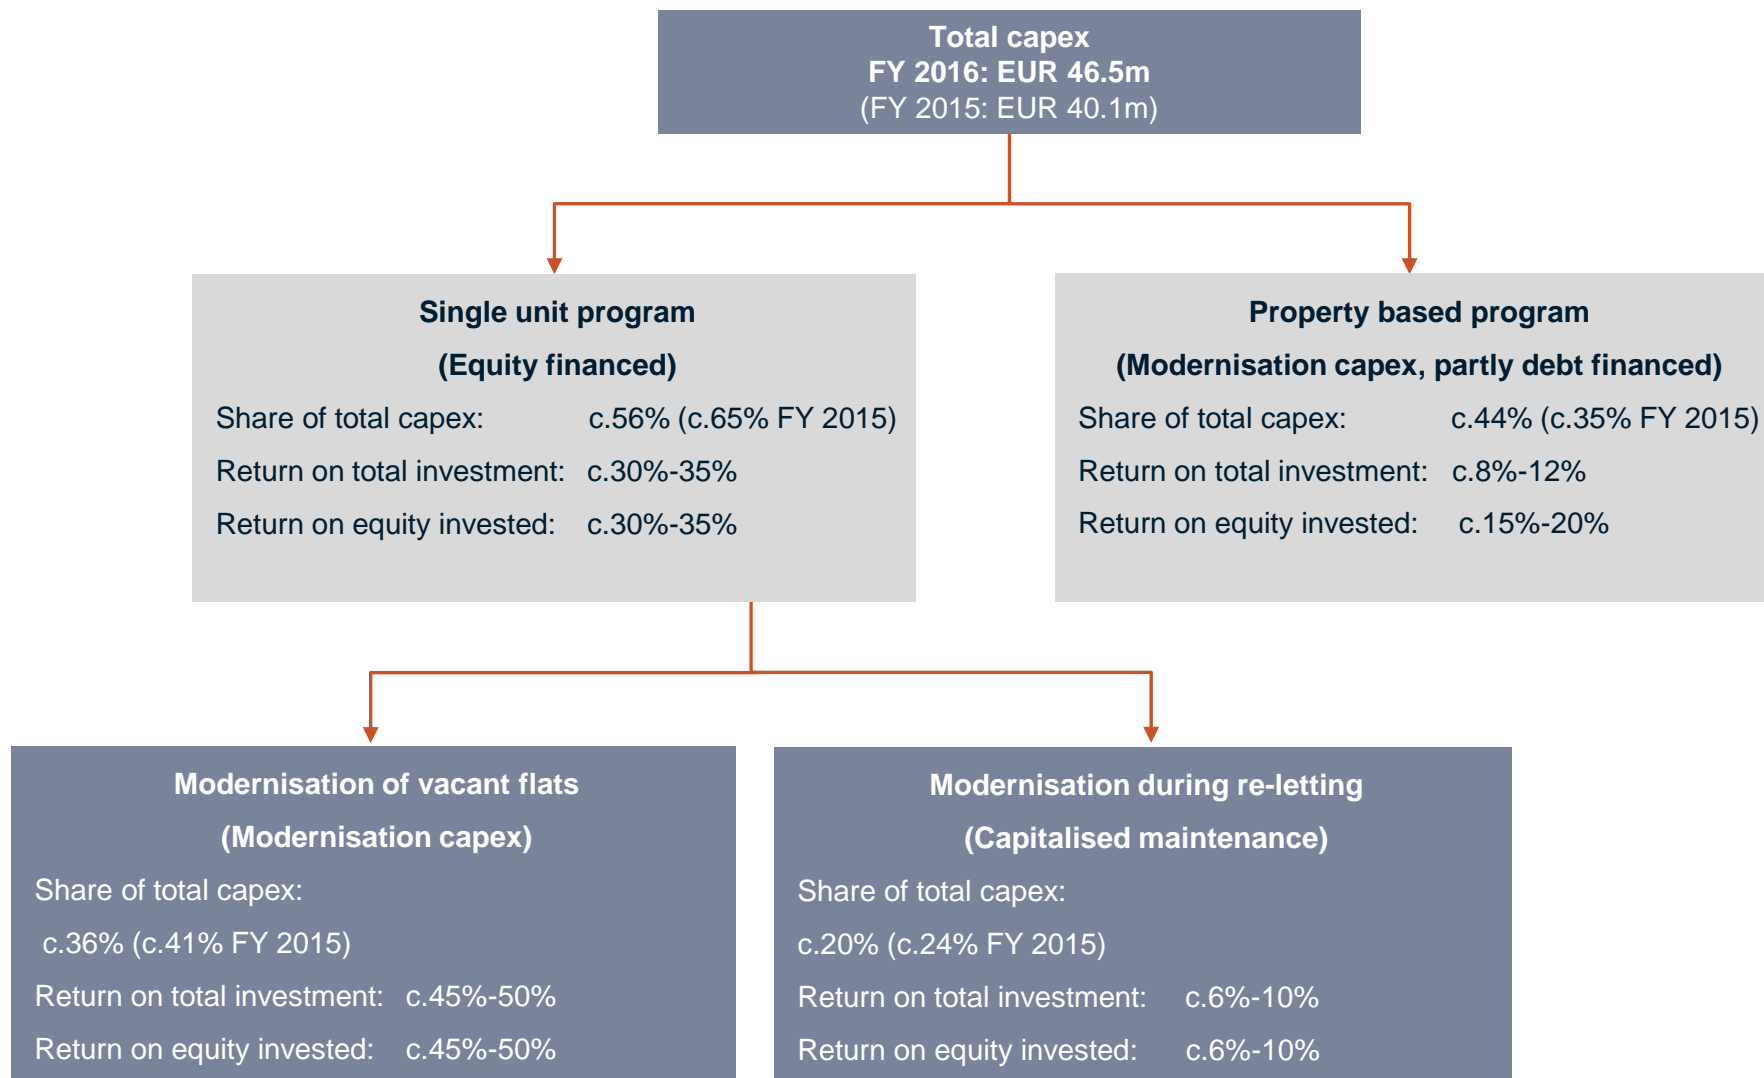 Total capex
FY 2016: EUR 46.5m
(FY 2015: EUR 40.1m)
Single unit program
(Equity financed)
Share of total capex: c.56% (c.65% FY 2015)
Return on total investment: c.30%-35%
Return on equity invested: c.30%-35%
Property based program
(Modernisation capex, partly debt financed)
Share of total capex: c.44% (c.35% FY 2015)
Return on total investment: c.8%-12%
Return on equity invested: c.15%-20%
Modernisation of vacant flats
(Modernisation capex)
Share of total capex:
c.36% (c.41% FY 2015)
Return on total investment: c.45%-50%
Return on equity invested: c.45%-50%
Modernisation during re-letting
(Capitalised maintenance)
Share of total capex:
c.20% (c.24% FY 2015)
Return on total investment: c.6%-10%
Return on equity invested: c.6%-10%